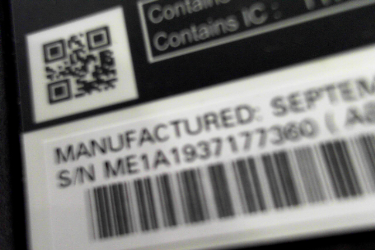 Contains
Contains IC :
MANUFACTURED: SEPTEM
S/N ME1A1937177360 (